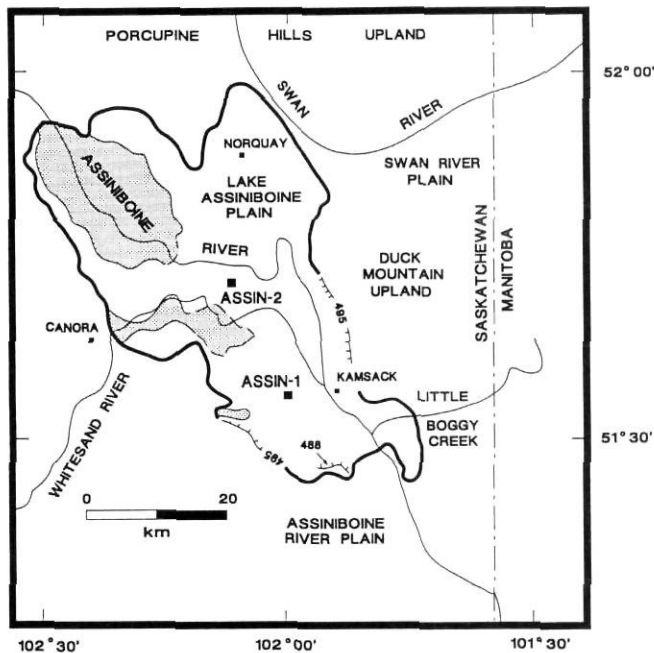 PORCUPINE HILLS UPLAND
52°00'
SWAN
RIVER
NORQUAY
SWAN RIVER
PLAIN
ASSINIBOINE
LAKE
ASSINIBOINE
PLAIN
RIVER
DUCK
MOUNTAIN
UPLAND
SASKATCHEWAN
MANITOBA
ASSIN-2
495
CANORA
ASSIN-1
KAMSACK
LITTLE
BOGGY
CREEK
51°30'
WHITESAND RIVER
495
488
0 20
km
ASSINIBOINE
RIVER PLAIN
102°30' 102°00' 101°30'